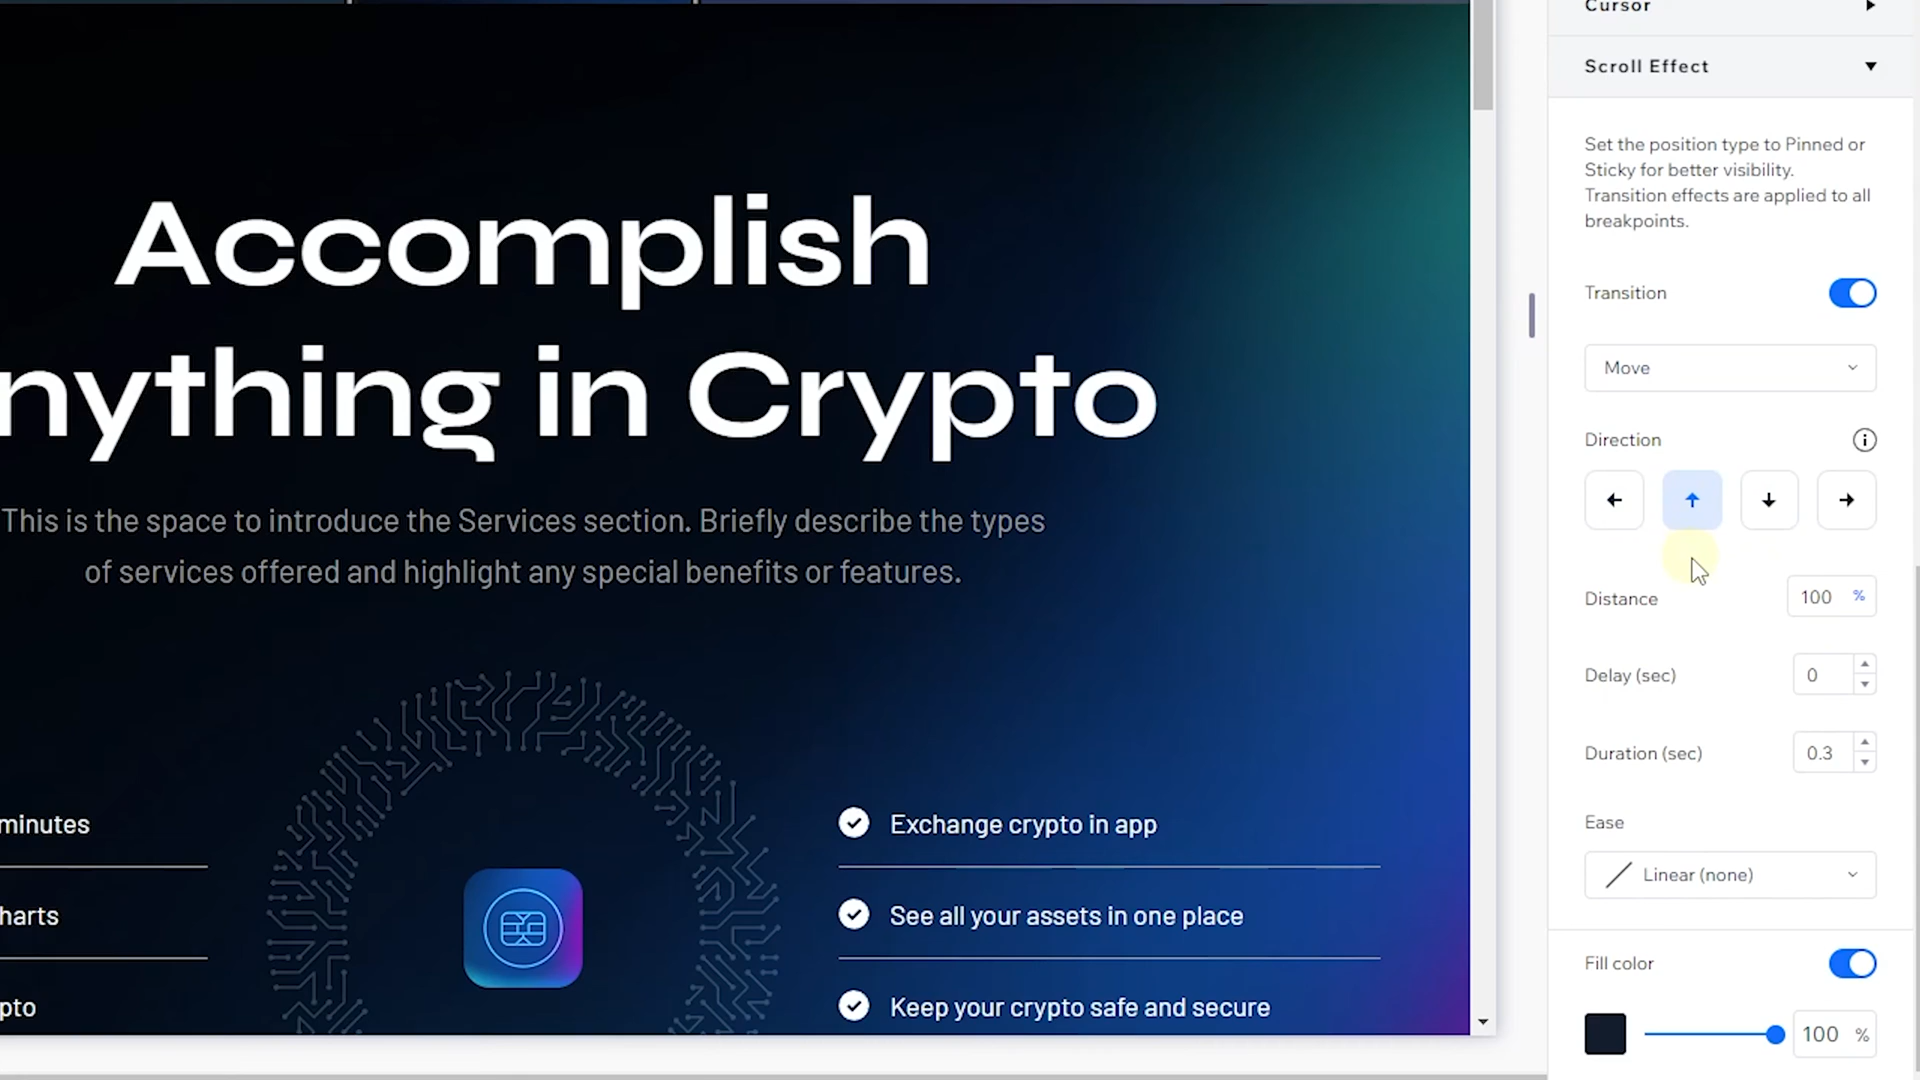 Accomplish
nything in Crypto
This is the space to introduce the Services section. Briefly describe the types
of services offered and highlight any special benefits or features.
minutes
harts
pto
Exchange crypto in app
See all your assets in one place
Keep your crypto safe and secure
Cursor
Scroll Effect
Set the position type to Pinned or
Sticky for better visibility.
Transition effects are applied to all
breakpoints.
Transition
Move
Direction
Distance 100 %
Delay (sec) 0
Duration (sec) 0.3
Ease
Linear (none)
Fill color
100 %